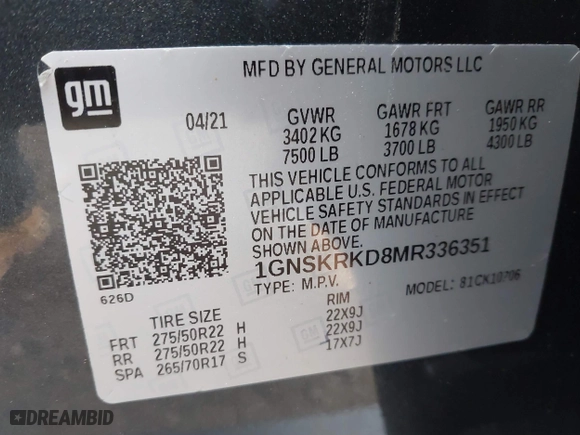 gm
MFD BY GENERAL MOTORS LLC
04/21
GVWR
3402 KG
7500 LB
GAWR FRT
1678 KG
3700 LB
GAWR RR
1950 KG
4300 LB
THIS VEHICLE CONFORMS TO ALL
APPLICABLE U.S. FEDERAL MOTOR
VEHICLE SAFETY STANDARDS IN EFFECT
ON THE DATE OF MANUFACTURE
SHOWN ABOVE.
1GNSKRKD8MR336351
TYPE: M.P.V.
MODEL: 81CK10706
626D
TIRE SIZE
RIM
FRT 275/50R22 H 22X9J
RR 275/50R22 H 22X9J
SPA 265/70R17 S 17X7J
DREAMBID